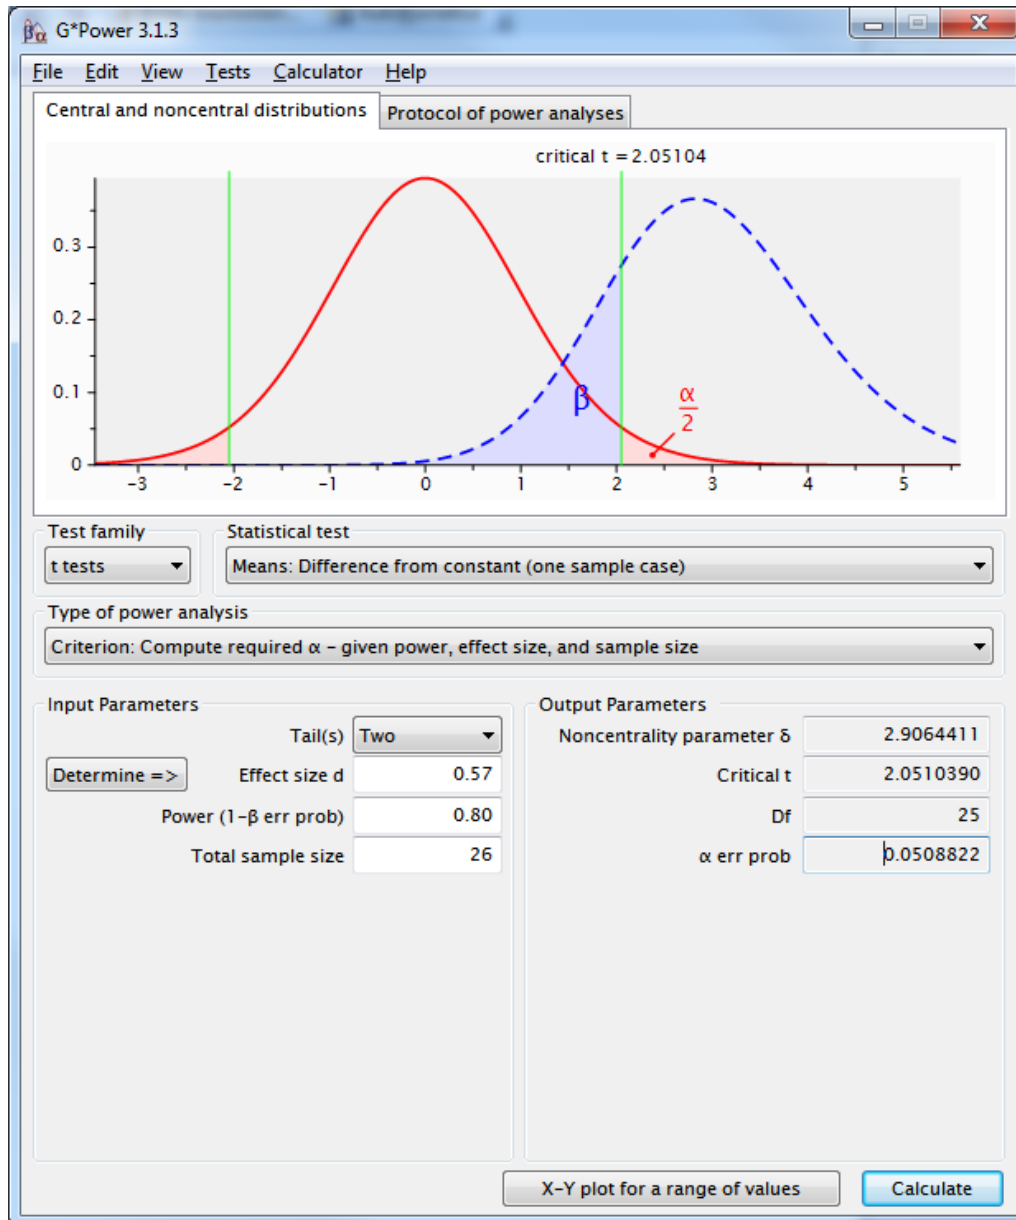 G*Power 3.1.3
File Edit View Tests Calculator Help
Central and noncentral distributions Protocol of power analyses
critical t = 2.05104
0.3
0.2
0.1
0
β
α
2
-3 -2 -1 0 1 2 3 4 5
Test family Statistical test
t tests Means: Difference from constant (one sample case)
Type of power analysis
Criterion: Compute required α - given power, effect size, and sample size
Input Parameters Output Parameters
Tail(s) Two Noncentrality parameter δ 2.9064411
Determine => Effect size d 0.57 Critical t 2.0510390
Power (1-β err prob) 0.80 Df 25
Total sample size 26 α err prob 0.0508822
X-Y plot for a range of values Calculate